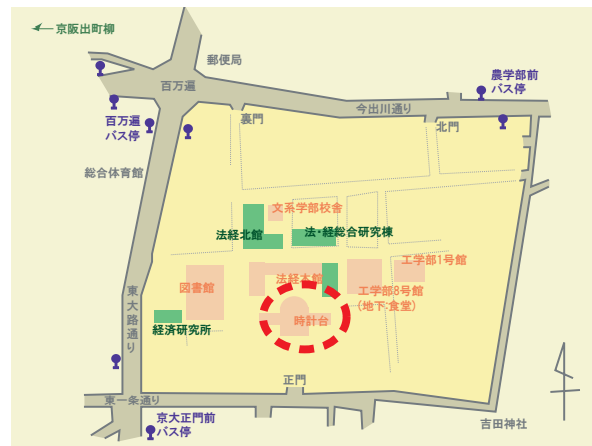 京阪出町柳
郵便局
百万遍
農学部前
バス停
今出川通り
百万遍
バス停
裏門
北門
総合体育館
文系学部校舎
法経北館
法・経総合研究棟
工学部1号館
法経本館
図書館
工学部8号館
(地下:食堂)
東大路通り
時計台
経済研究所
正門
東一条通り
京大正門前
バス停
吉田神社